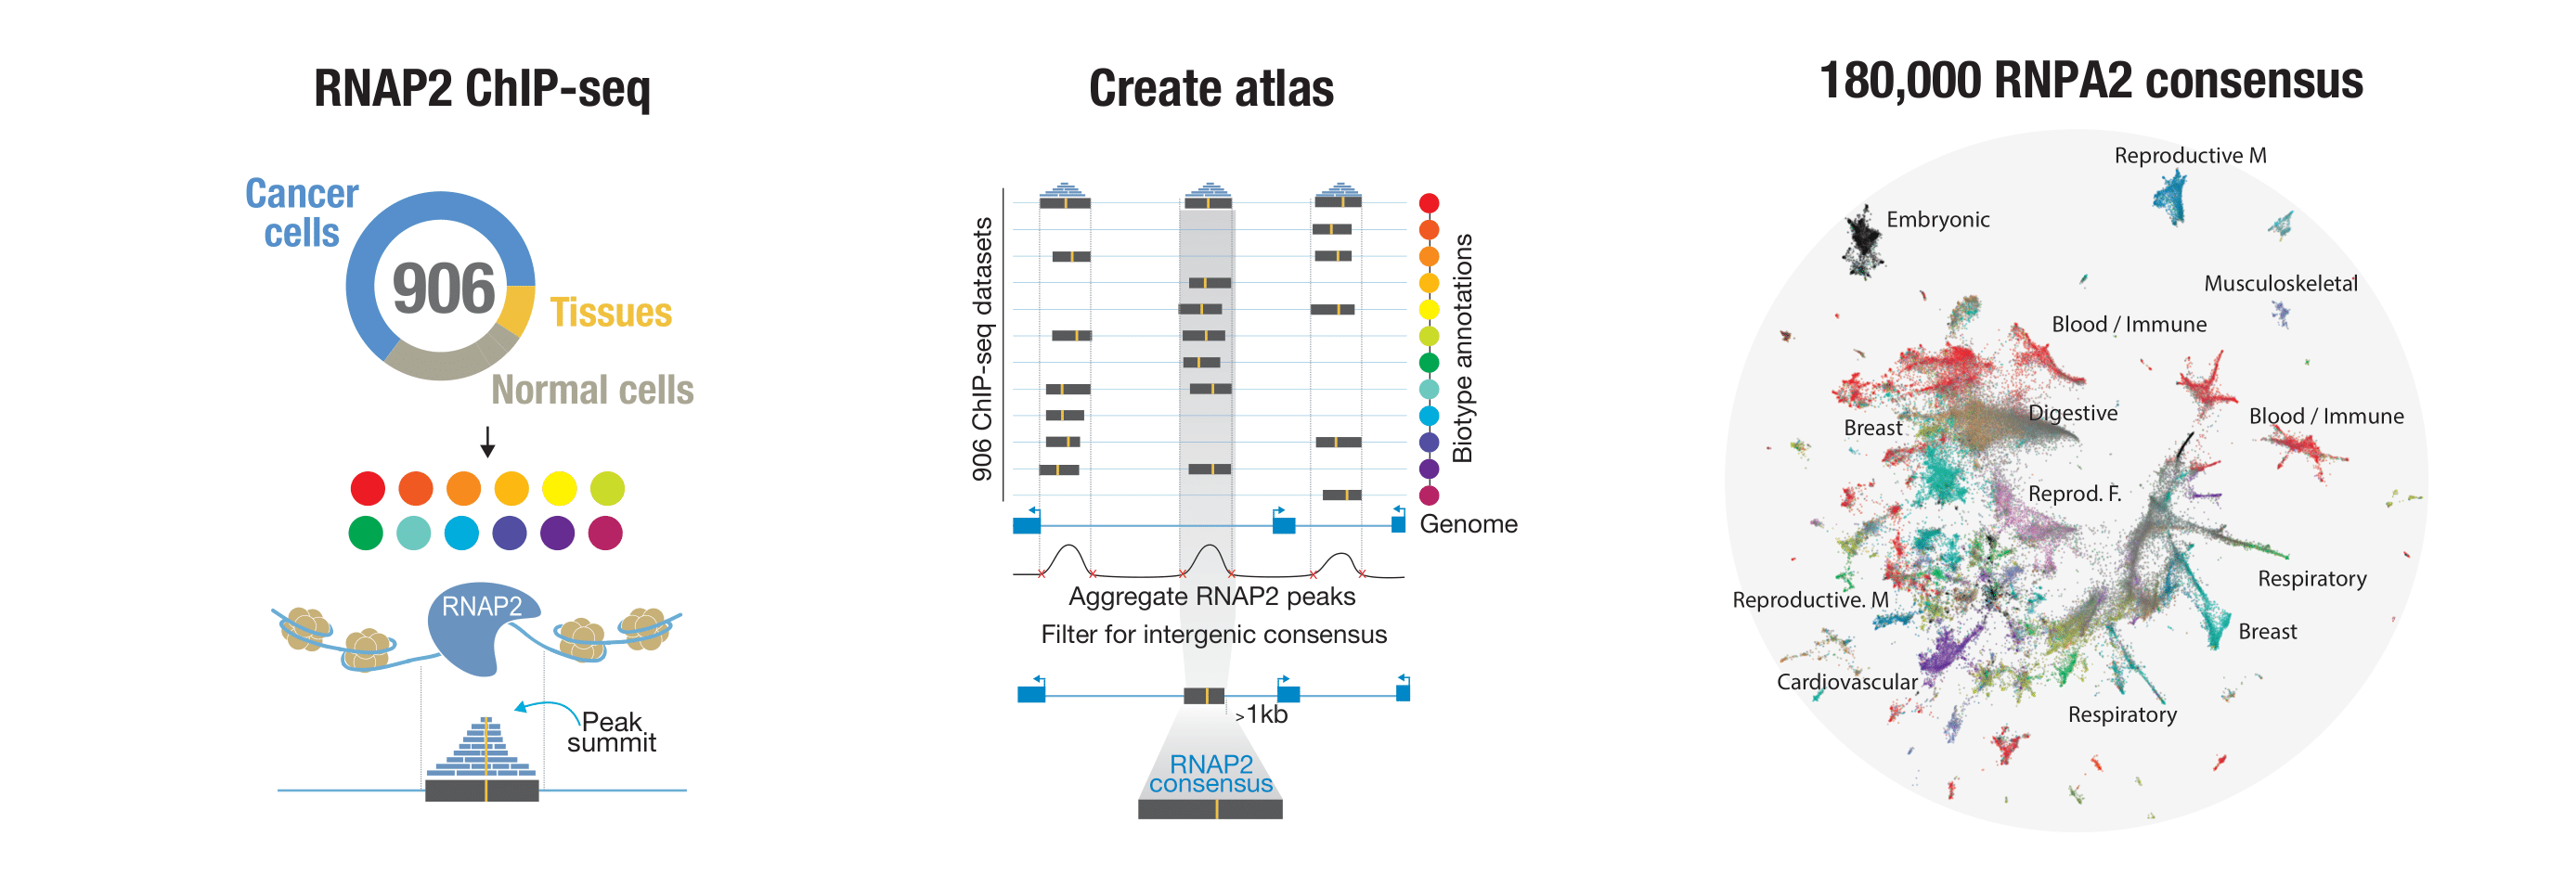 RNAP2 ChIP-seq
Cancer
cells
906
Tissues
Normal cells
RNAP2
Peak
summit
Create atlas
906 ChIP-seq datasets
Biotype annotations
Genome
Aggregate RNAP2 peaks
Filter for intergenic consensus
>1kb
RNAP2
consensus
180,000 RNPA2 consensus
Reproductive M
Embryonic
Musculoskeletal
Blood / Immune
Digestive
Blood / Immune
Breast
Reprod. F.
Respiratory
Reproductive. M
Breast
Cardiovascular
Respiratory